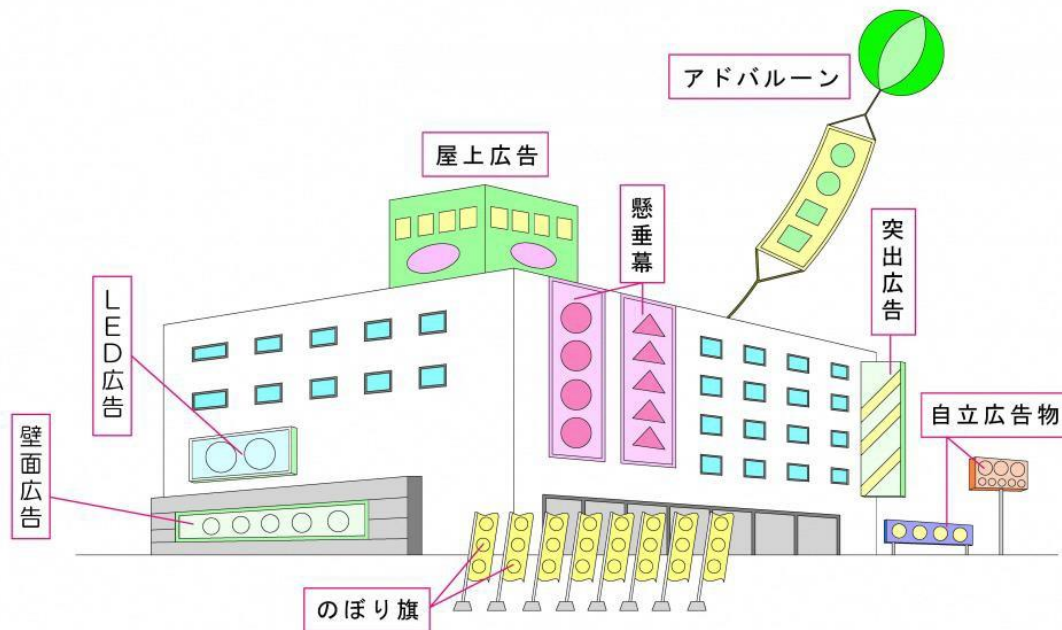 アドバルーン
屋上広告
懸垂幕
突出広告
LED広告
自立広告物
壁面広告
のぼり旗